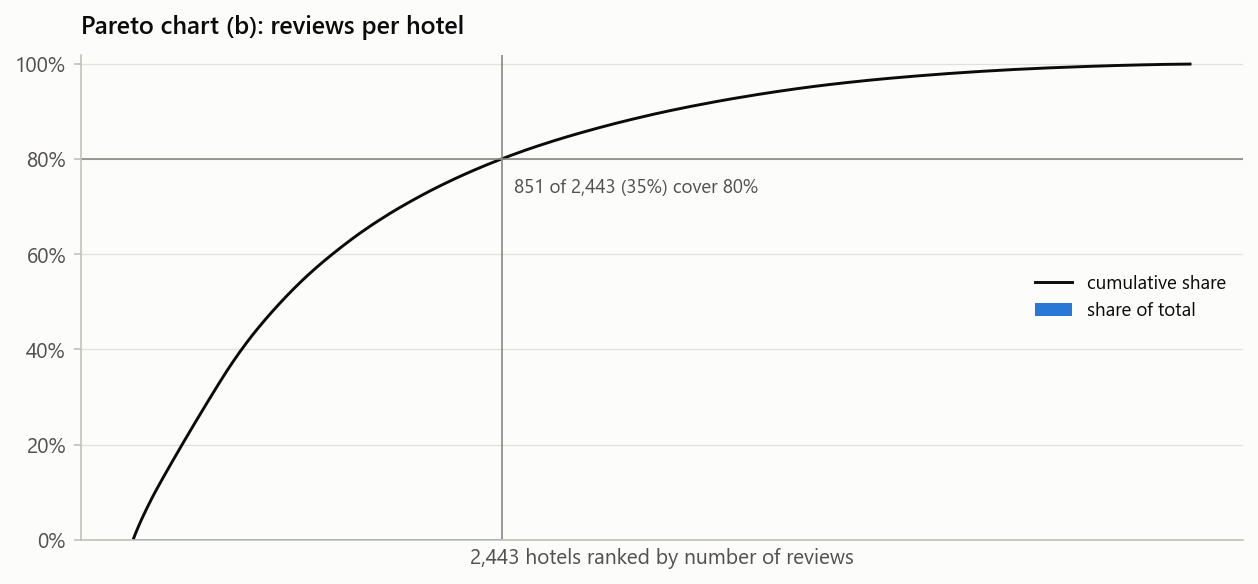 Pareto chart (b): reviews per hotel
100%
80%
851 of 2,443 (35%) cover 80%
60%
cumulative share
share of total
40%
20%
0%
2,443 hotels ranked by number of reviews